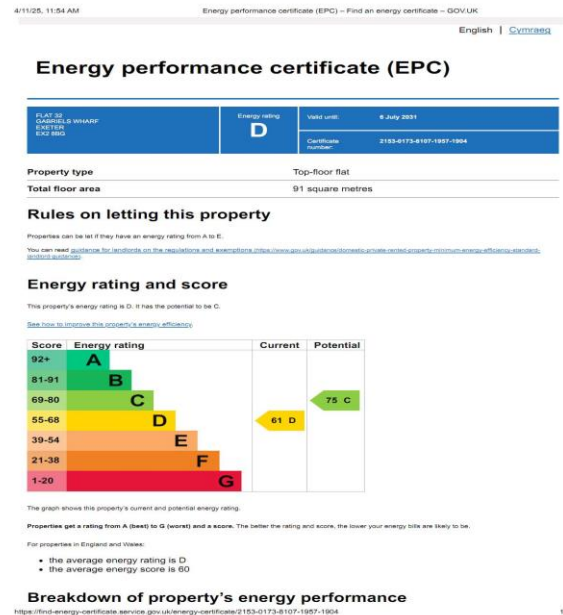 4/11/25, 11:54 AM Energy performance certificate (EPC) – Find an energy certificate – GOV.UK
English | Cymraeg
Energy performance certificate (EPC)
FLAT 32
GABRIELS WHARF
EXETER
EX2 8BG
Energy rating
D
Valid until: 6 July 2031
Certificate number: 2153-0173-8107-1957-1904
Property type Top-floor flat
Total floor area 91 square metres
Rules on letting this property
Properties can be let if they have an energy rating from A to E.
You can read guidance for landlords on the regulations and exemptions (https://www.gov.uk/guidance/domestic-private-rented-property-minimum-energy-efficiency-standard-
landlord-guidance).
Energy rating and score
This property's energy rating is D. It has the potential to be C.
See how to improve this property's energy efficiency.
Score Energy rating Current Potential
92+ A
81-91 B
69-80 C 75 C
55-68 D 61 D
39-54 E
21-38 F
1-20 G
The graph shows this property's current and potential energy rating.
Properties get a rating from A (best) to G (worst) and a score. The better the rating and score, the lower your energy bills are likely to be.
For properties in England and Wales:
• the average energy rating is D
• the average energy score is 60
Breakdown of property's energy performance
https://find-energy-certificate.service.gov.uk/energy-certificate/2153-0173-8107-1957-1904 1